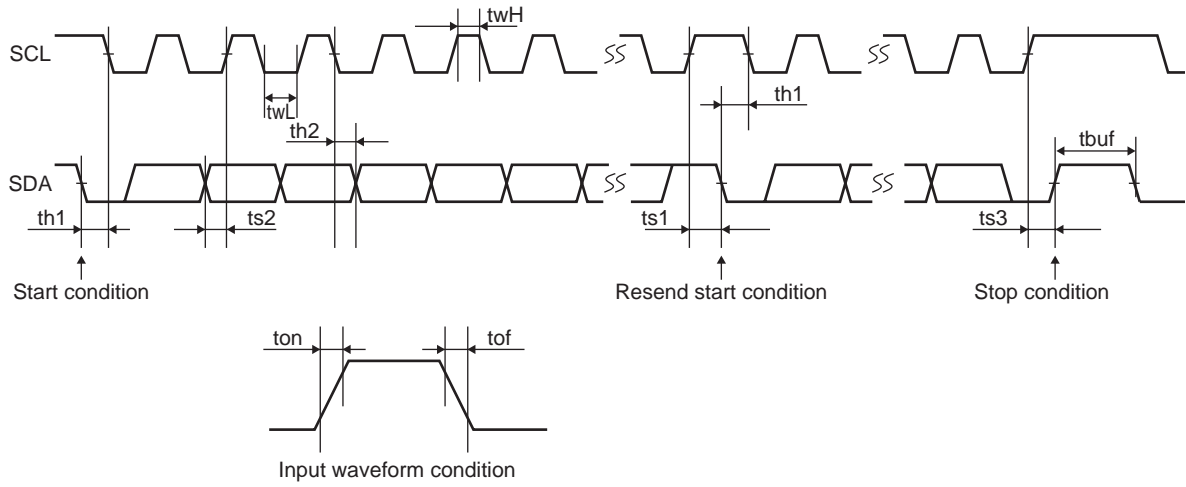 twH
SCL
twL
th1
th2
tbuf
SDA
th1
ts2
ts1
ts3
Start condition
Resend start condition
Stop condition
ton
tof
Input waveform condition